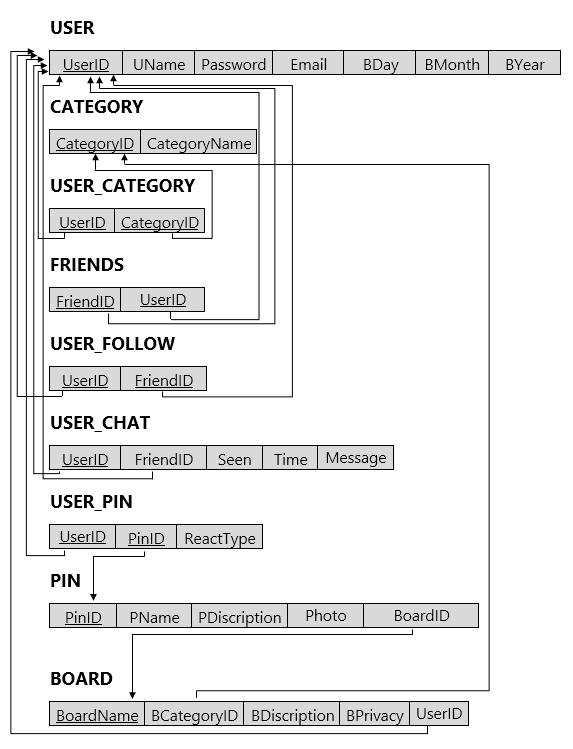 USER
UserID UName Password Email BDay BMonth BYear
CATEGORY
CategoryID CategoryName
USER_CATEGORY
UserID CategoryID
FRIENDS
FriendID UserID
USER_FOLLOW
UserID FriendID
USER_CHAT
UserID FriendID Seen Time Message
USER_PIN
UserID PinID ReactType
PIN
PinID PName PDiscription Photo BoardID
BOARD
BoardName BCategoryID BDiscription BPrivacy UserID